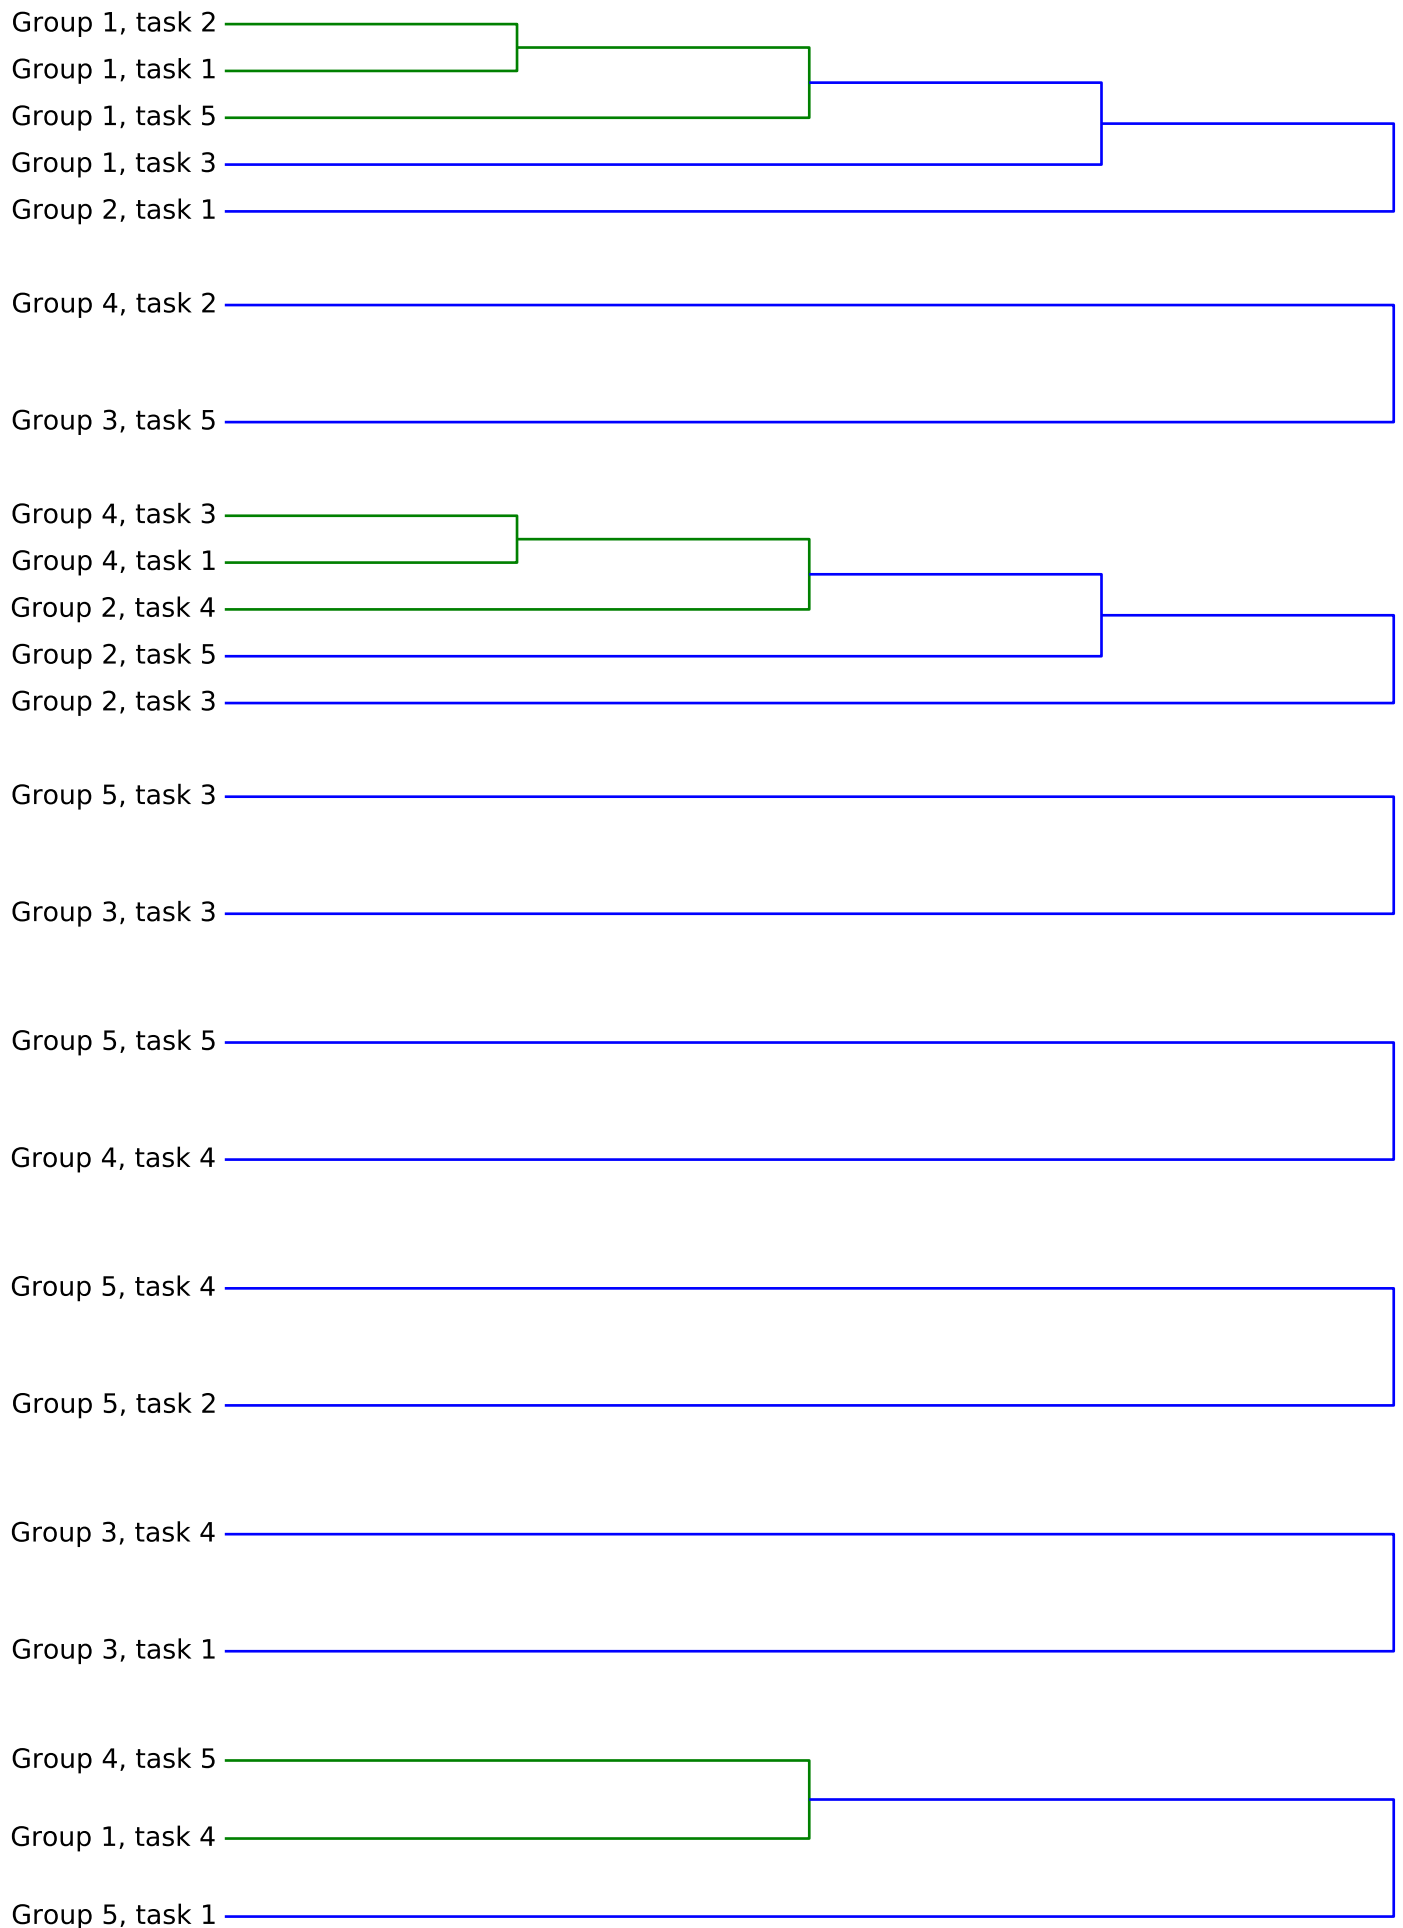 Group 1, task 2
Group 1, task 1
Group 1, task 5
Group 1, task 3
Group 2, task 1
Group 4, task 2
Group 3, task 5
Group 4, task 3
Group 4, task 1
Group 2, task 4
Group 2, task 5
Group 2, task 3
Group 5, task 3
Group 3, task 3
Group 5, task 5
Group 4, task 4
Group 5, task 4
Group 5, task 2
Group 3, task 4
Group 3, task 1
Group 4, task 5
Group 1, task 4
Group 5, task 1